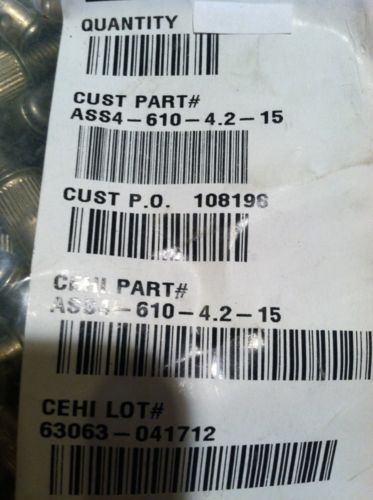 QUANTITY
CUST PART#
ASS4-610-4.2-15
CUST P.O. 108196
CEHI PART#
ASS4-610-4.2-15
CEHI LOT#
63063-041712